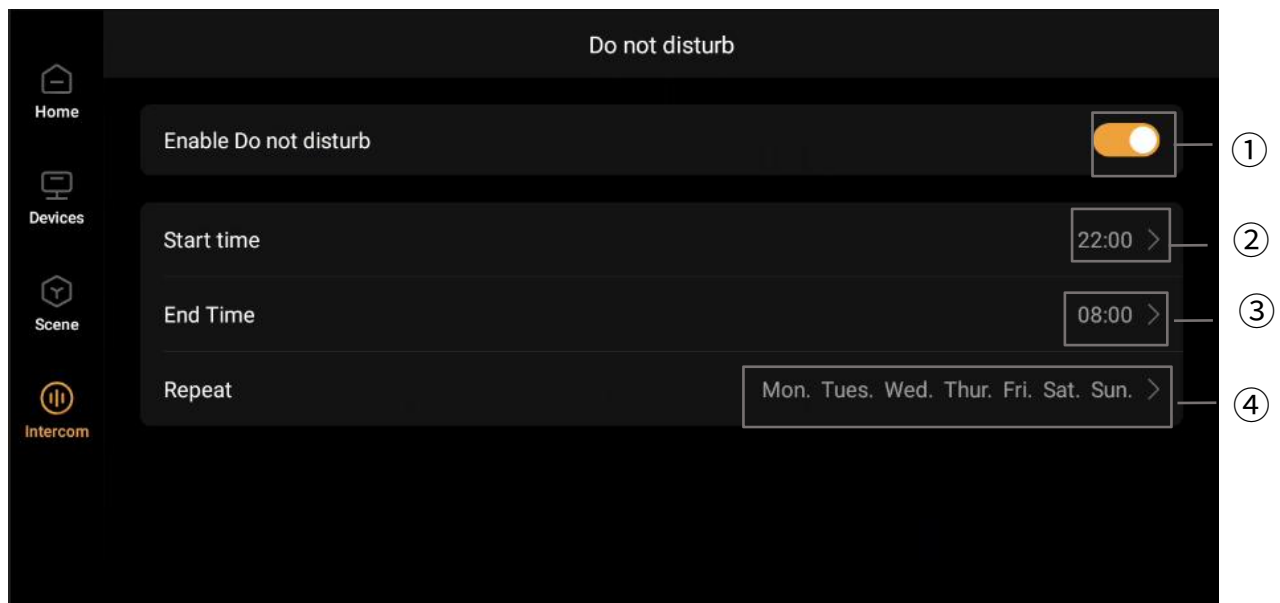 Do not disturb
Home
Enable Do not disturb
①
Devices
Start time 22:00 >
②
Scene
End Time 08:00 >
③
Repeat Mon. Tues. Wed. Thur. Fri. Sat. Sun. >
④
Intercom